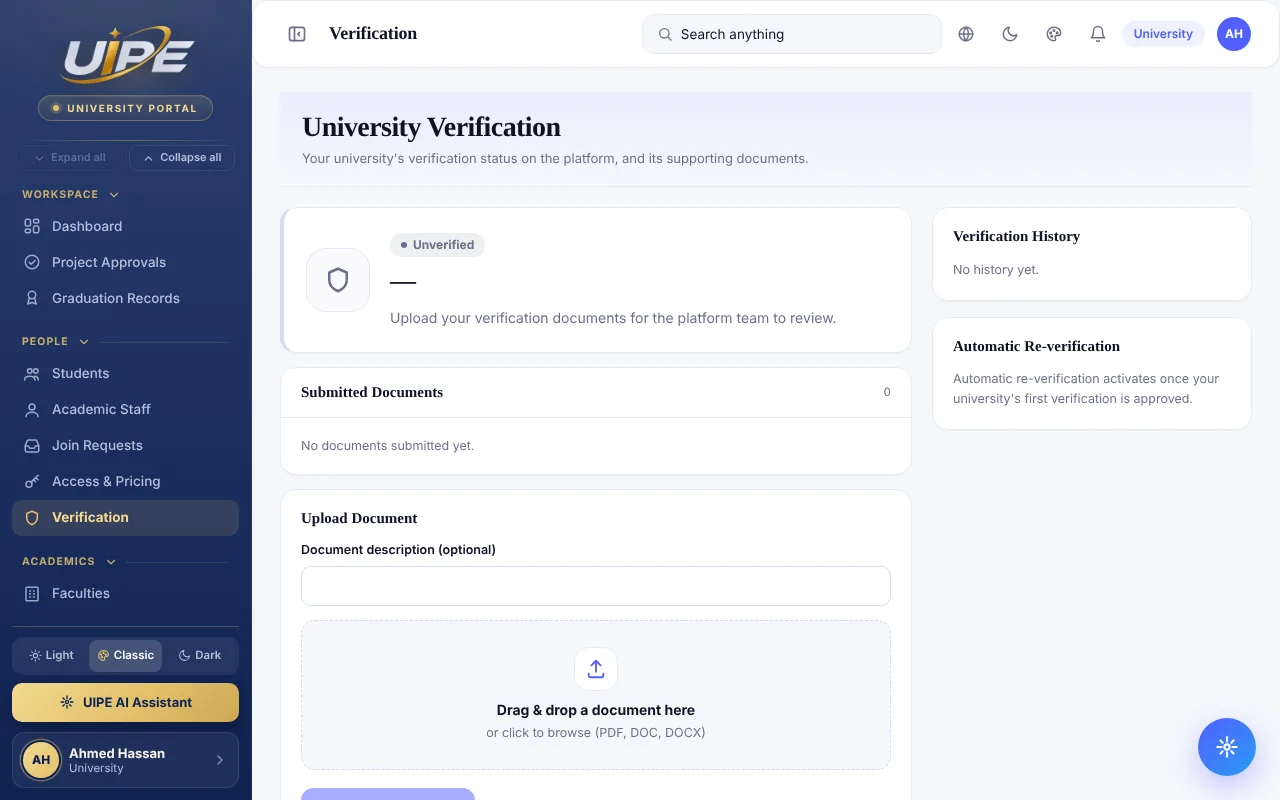 UIPE
UNIVERSITY PORTAL
Expand all
Collapse all
WORKSPACE
Dashboard
Project Approvals
Graduation Records
PEOPLE
Students
Academic Staff
Join Requests
Access & Pricing
Verification
ACADEMICS
Faculties
Light
Classic
Dark
UIPE AI Assistant
AH
Ahmed Hassan
University
Verification
Search anything
University
AH
University Verification
Your university's verification status on the platform, and its supporting documents.
Unverified
—
Upload your verification documents for the platform team to review.
Submitted Documents
0
No documents submitted yet.
Upload Document
Document description (optional)
Drag & drop a document here
or click to browse (PDF, DOC, DOCX)
Verification History
No history yet.
Automatic Re-verification
Automatic re-verification activates once your
university's first verification is approved.